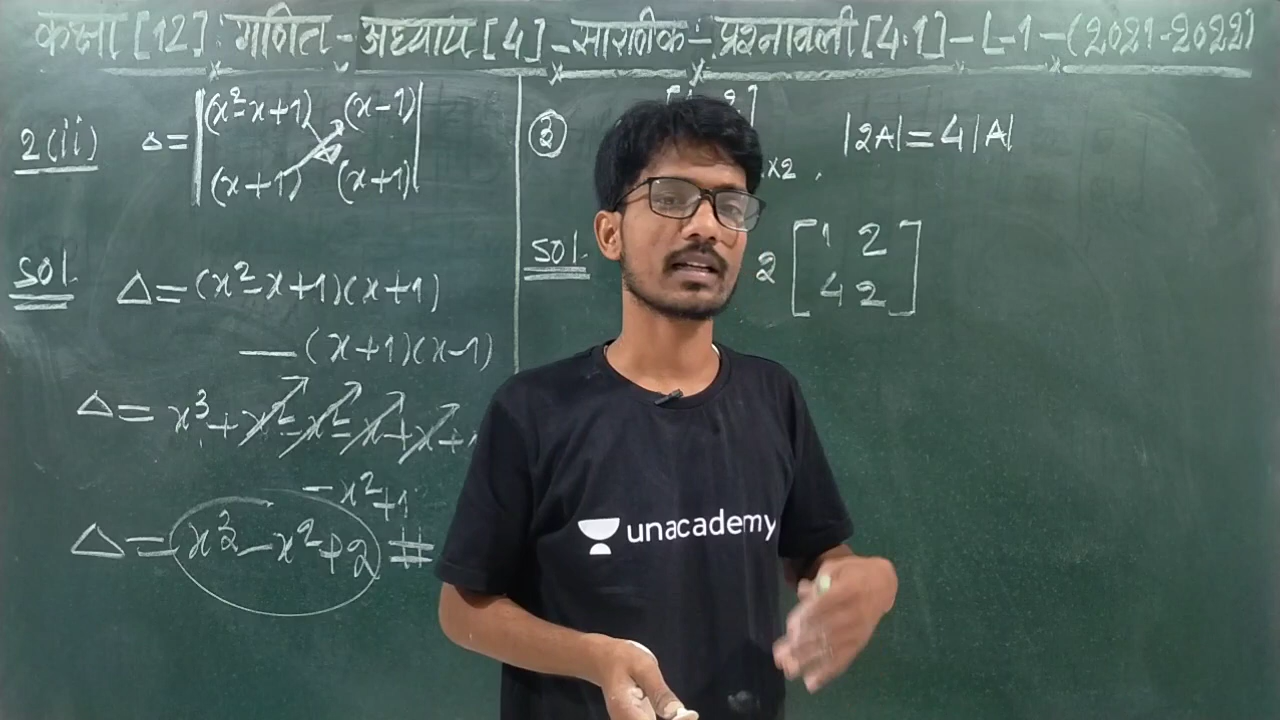 कक्षा [12] : गणित - अध्याय [4] - सारणीक - प्रश्नावली [4.1] - L-1 - (2021-2022)
2(ii) Δ= |(x²-x+1) (x-1)|
|(x+1) (x+1)|
sol. Δ=(x²-x+1)(x+1)
-(x+1)(x-1)
Δ= x³+x²-x²-x+x+
-x²+1
Δ= x³-x²+2 #
③ |2A|=4|A|
x2 .
sol. 2 [1 2
4 2]
unacademy